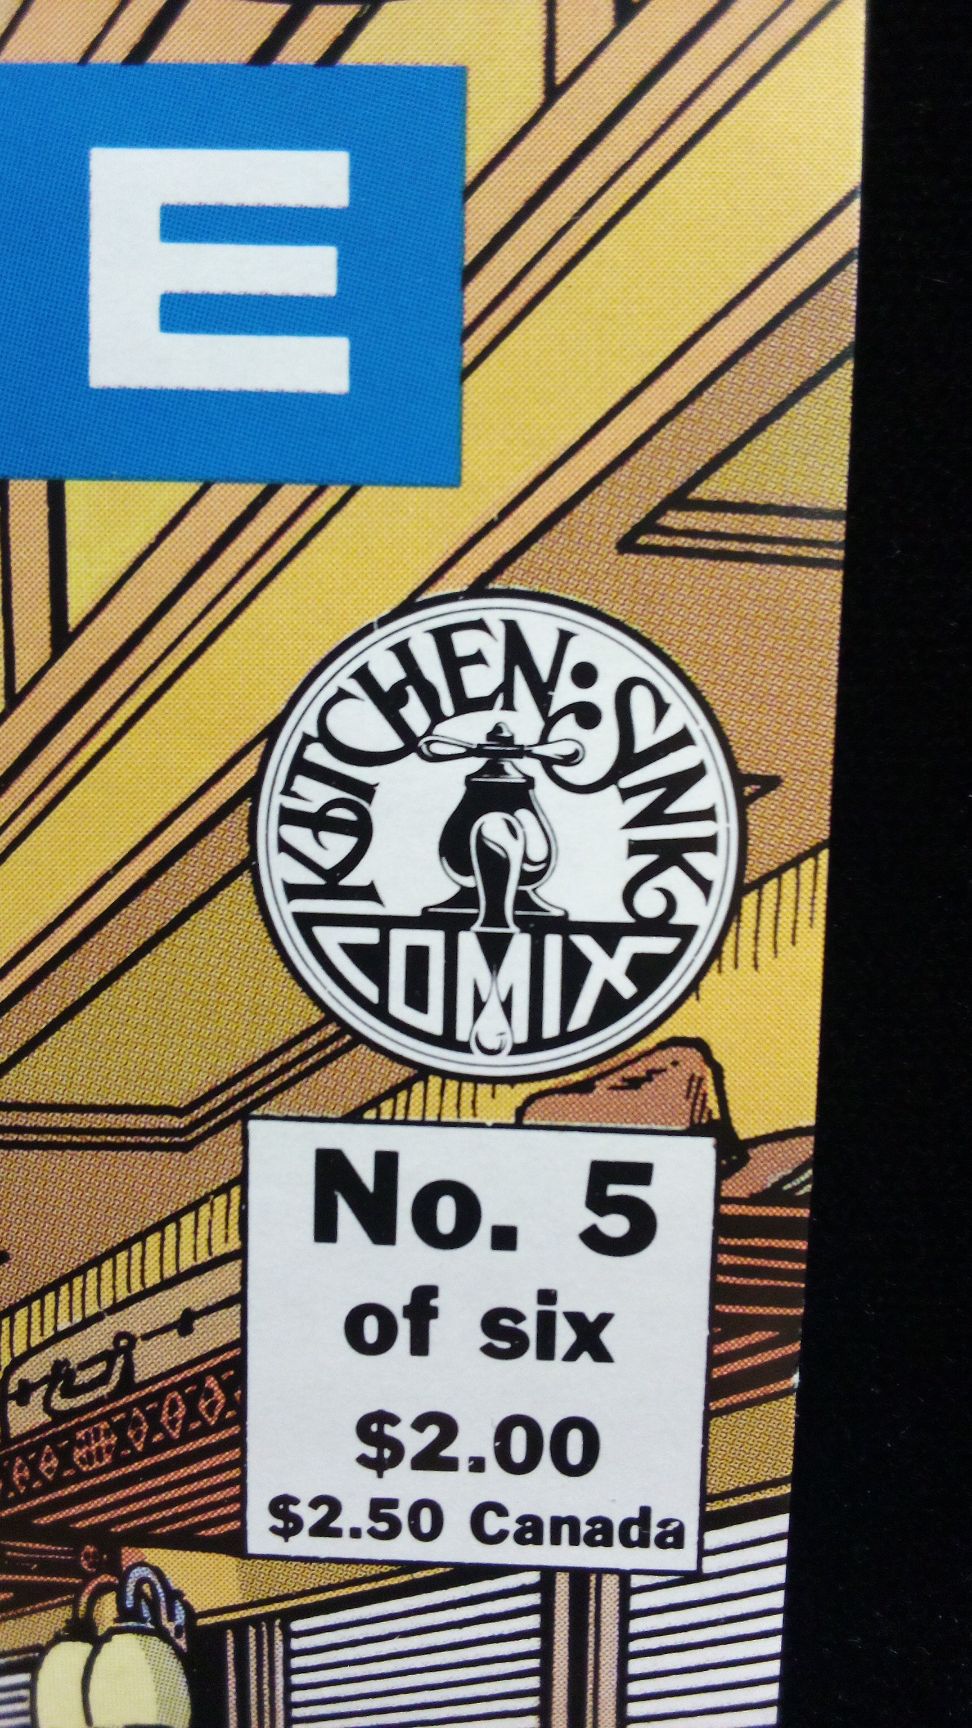 E
KITCHEN SINK
COMIX
No. 5
of six
$2.00
$2.50 Canada